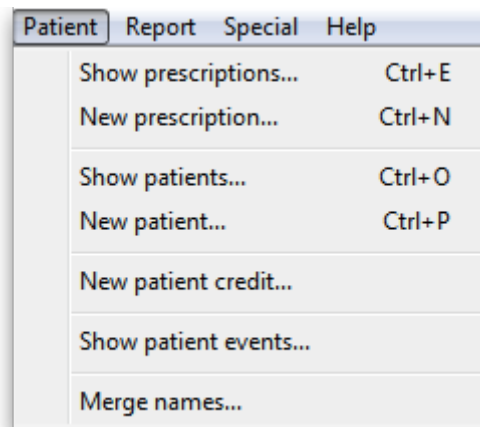 Patient Report Special Help
Show prescriptions... Ctrl+E
New prescription... Ctrl+N
Show patients... Ctrl+O
New patient... Ctrl+P
New patient credit...
Show patient events...
Merge names...